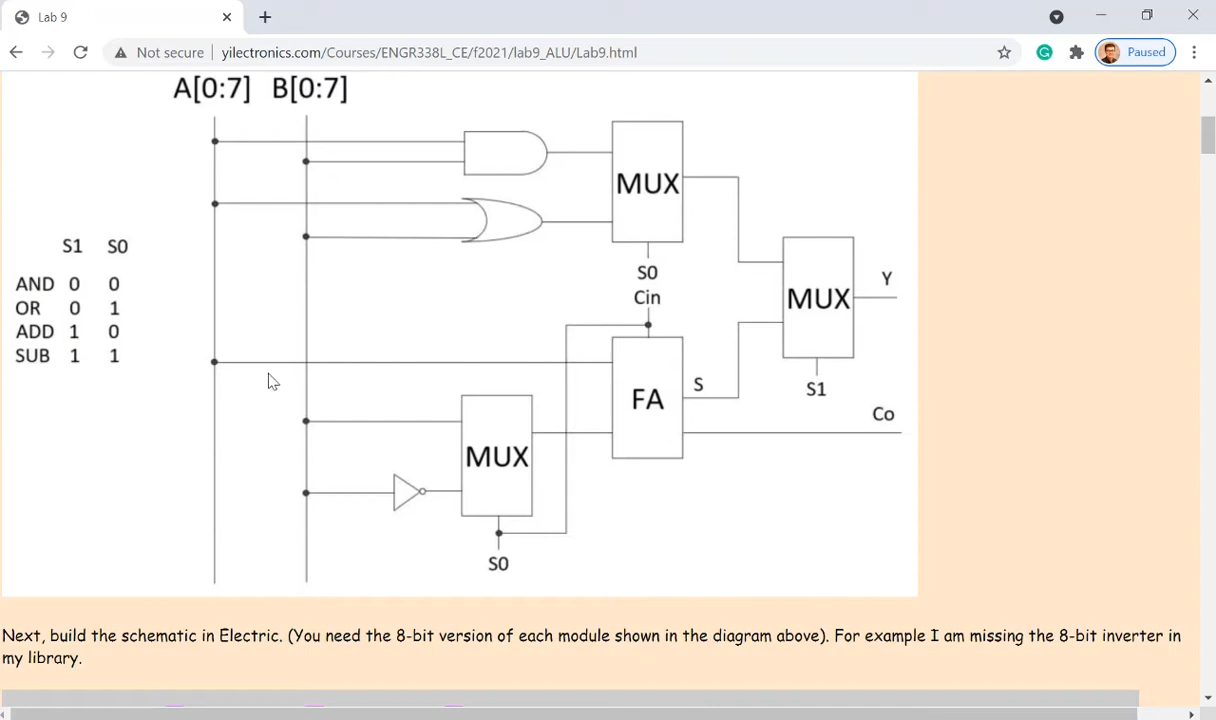 Lab 9
Not secure
yilectronics.com/Courses/ENGR338L_CE/f2021/lab9_ALU/Lab9.html
Paused
A[0:7] B[0:7]
MUX
S1 S0
S0
AND 0 0
Cin
Y
MUX
OR 0 1
ADD 1 0
SUB 1 1
S
S1
FA
Co
MUX
S0
Next, build the schematic in Electric. (You need the 8-bit version of each module shown in the diagram above). For example I am missing the 8-bit inverter in
my library.